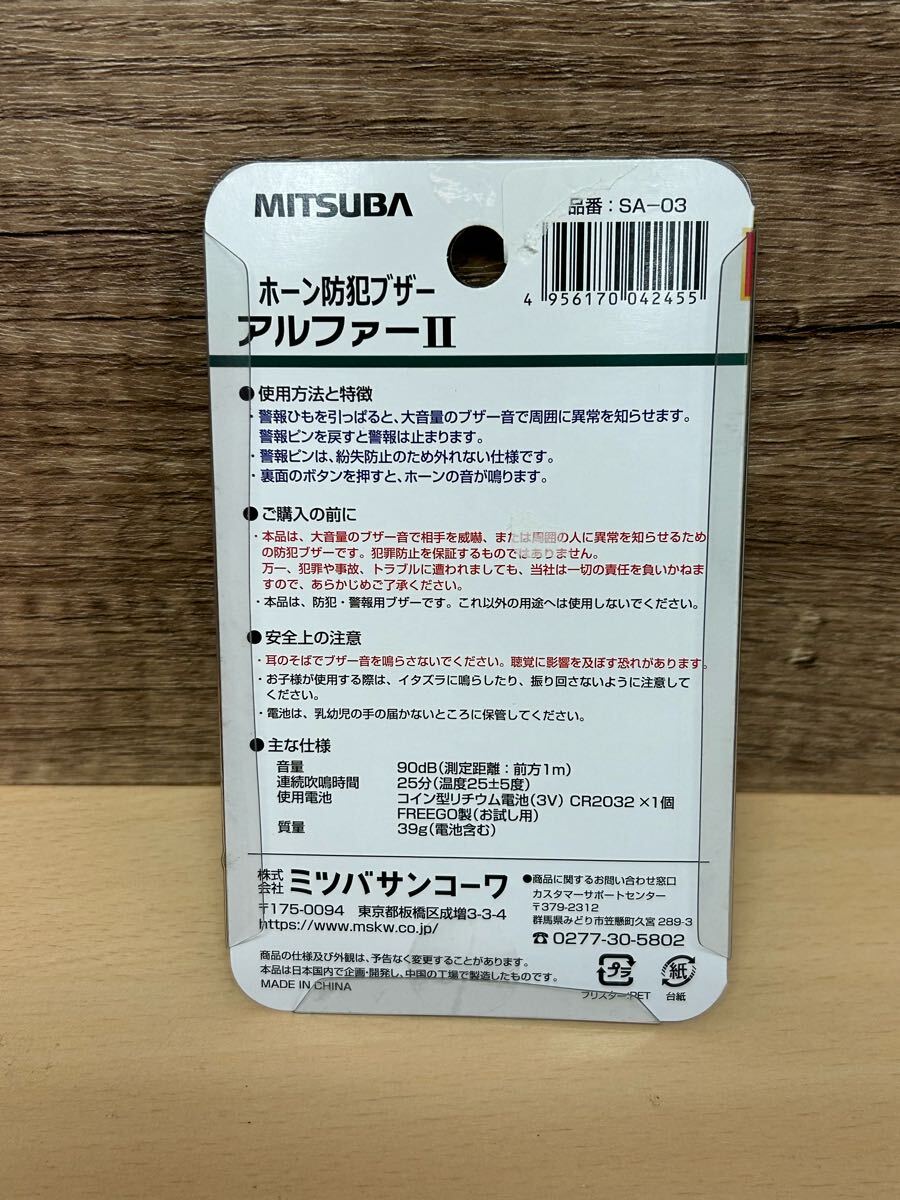 MITSUBA
品番：SA-03
4 956170 042455
ホーン防犯ブザー
アルファーⅡ
●使用方法と特徴
・警報ひもを引っぱると、大音量のブザー音で周囲に異常を知らせます。
警報ピンを戻すと警報は止まります。
・警報ピンは、紛失防止のため外れない仕様です。
・裏面のボタンを押すと、ホーンの音が鳴ります。
●ご購入の前に
・本品は、大音量のブザー音で相手を威嚇、または周囲の人に異常を知らせるため
の防犯ブザーです。犯罪防止を保証するものではありません。
万一、犯罪や事故、トラブルに遭われましても、当社は一切の責任を負いかねま
すので、あらかじめご了承ください。
・本品は、防犯・警報用ブザーです。これ以外の用途へは使用しないでください。
●安全上の注意
・耳のそばでブザー音を鳴らさないでください。聴覚に影響を及ぼす恐れがあります。
・お子様が使用する際は、イタズラに鳴らしたり、振り回さないように注意して
ください。
・電池は、乳幼児の手の届かないところに保管してください。
●主な仕様
音量 90dB（測定距離：前方1m）
連続吹鳴時間 25分（温度25±5度）
使用電池 コイン型リチウム電池（3V） CR2032 ×1個
FREEGO製（お試し用）
質量 39g（電池含む）
株式会社 ミツバサンコーワ
〒175-0094 東京都板橋区成増3-3-4
https://www.mskw.co.jp/
●商品に関するお問い合わせ窓口
カスタマーサポートセンター
〒379-2312
群馬県みどり市笠懸町久宮 289-3
☎ 0277-30-5802
商品の仕様及び外観は、予告なく変更することがあります。
本品は日本国内で企画・開発し、中国の工場で製造したものです。
MADE IN CHINA
プラ
ブリスター：PET
紙
台紙